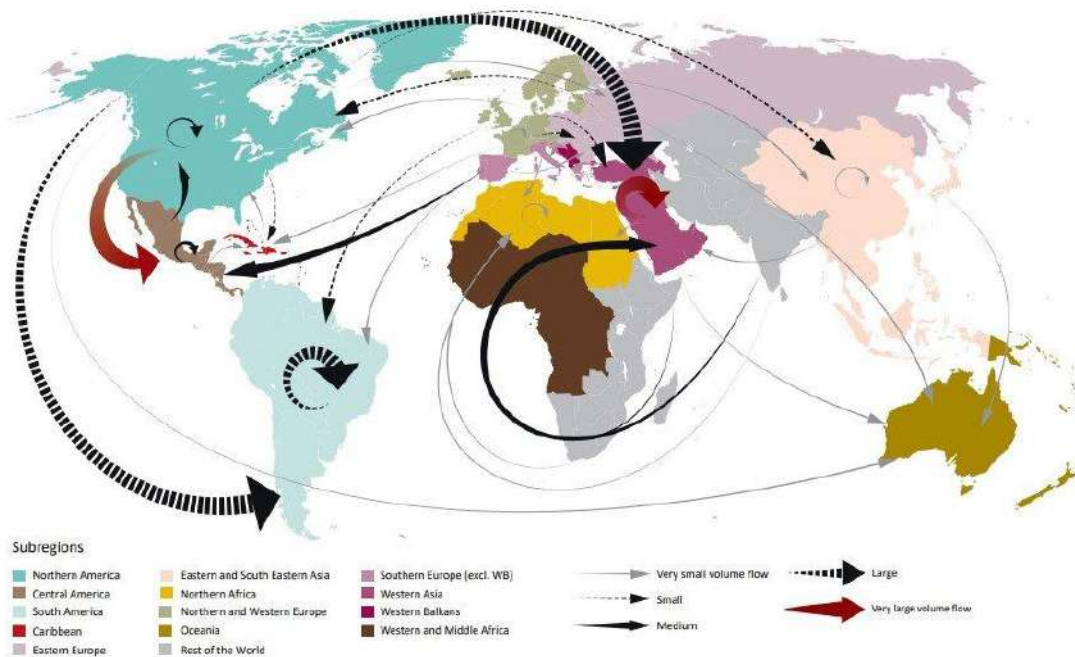 Subregions
Northern America
Central America
South America
Caribbean
Eastern Europe
Eastern and South Eastern Asia
Northern Africa
Northern and Western Europe
Oceania
Rest of the World
Southern Europe (excl. WB)
Western Asia
Western Balkans
Western and Middle Africa
Very small volume flow
Small
Medium
Large
Very large volume flow